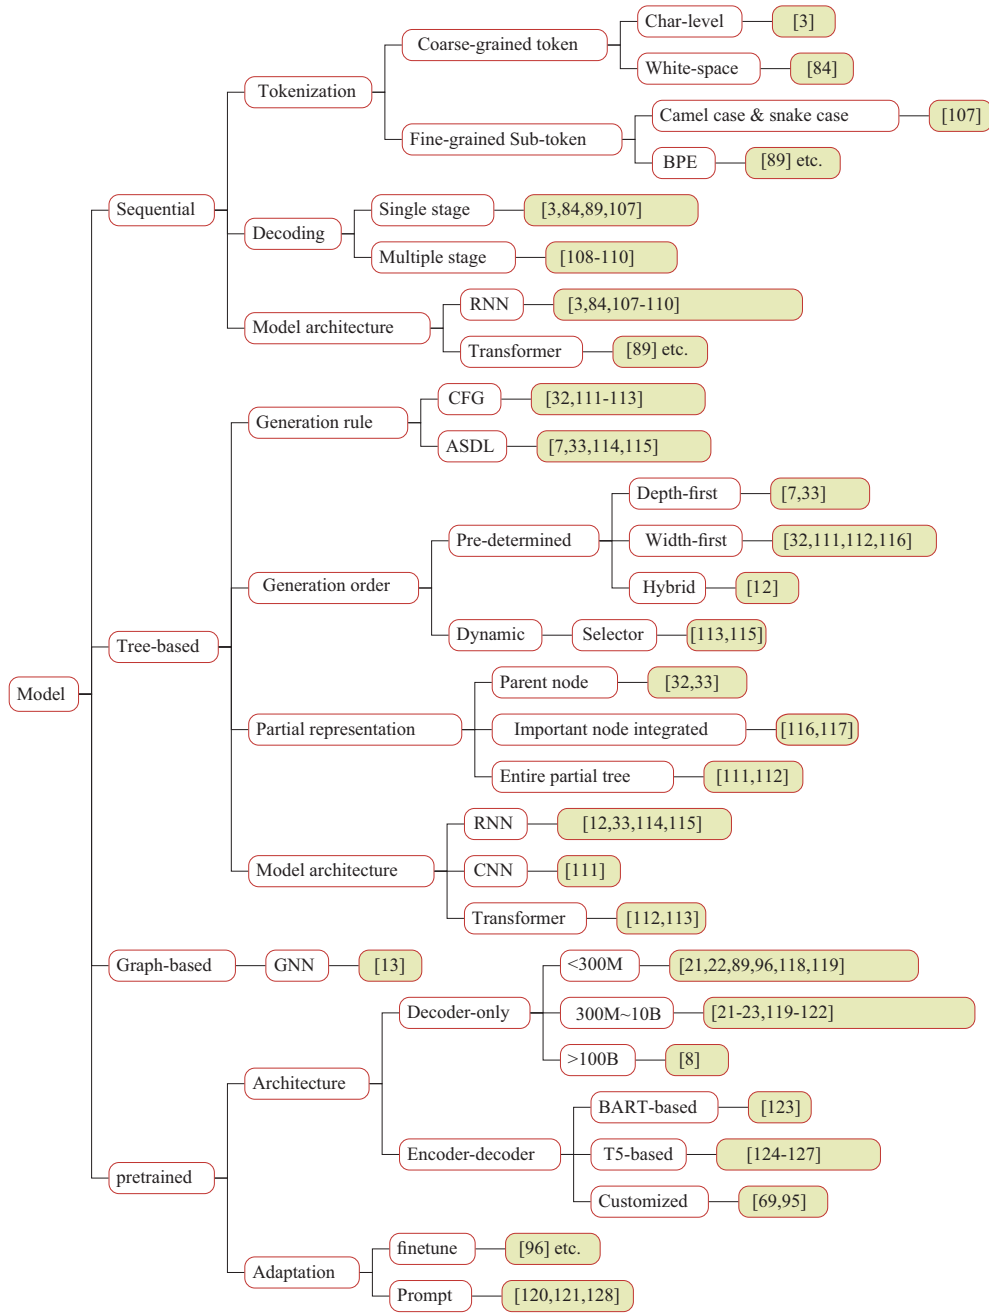 Model
Sequential
Tokenization
Coarse-grained token
Char-level
[3]
White-space
[84]
Fine-grained Sub-token
Camel case & snake case
[107]
BPE
[89] etc.
Decoding
Single stage
[3,84,89,107]
Multiple stage
[108-110]
Model architecture
RNN
[3,84,107-110]
Transformer
[89] etc.
Tree-based
Generation rule
CFG
[32,111-113]
ASDL
[7,33,114,115]
Generation order
Pre-determined
Depth-first
[7,33]
Width-first
[32,111,112,116]
Hybrid
[12]
Dynamic
Selector
[113,115]
Partial representation
Parent node
[32,33]
Important node integrated
[116,117]
Entire partial tree
[111,112]
Model architecture
RNN
[12,33,114,115]
CNN
[111]
Transformer
[112,113]
Graph-based
GNN
[13]
pretrained
Architecture
Decoder-only
<300M
[21,22,89,96,118,119]
300M~10B
[21-23,119-122]
>100B
[8]
Encoder-decoder
BART-based
[123]
T5-based
[124-127]
Customized
[69,95]
Adaptation
finetune
[96] etc.
Prompt
[120,121,128]